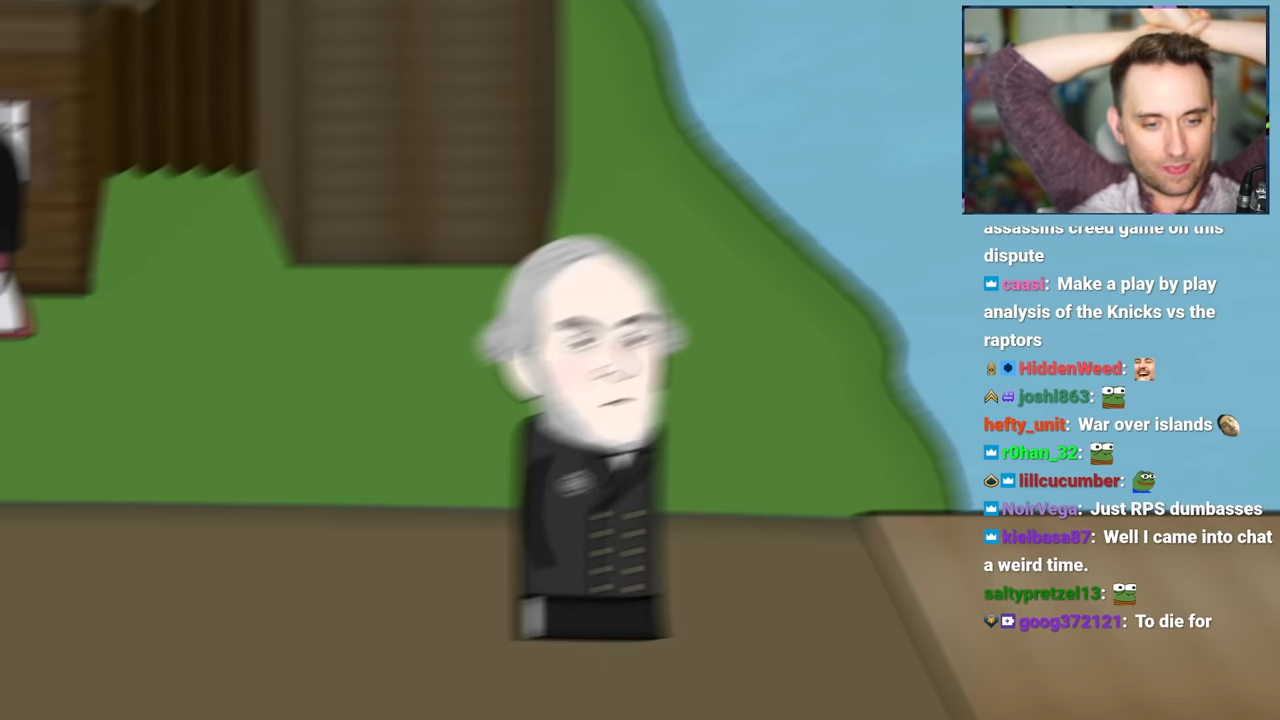 assassins creed game on this
dispute
caasi: Make a play by play
analysis of the Knicks vs the
raptors
HiddenWeed:
joshl863:
hefty_unit: War over islands
r0han_32:
lillcucumber:
NoirVega: Just RPS dumbasses
kielbasa87: Well I came into chat
a weird time.
saltypretzel13:
goog372121: To die for